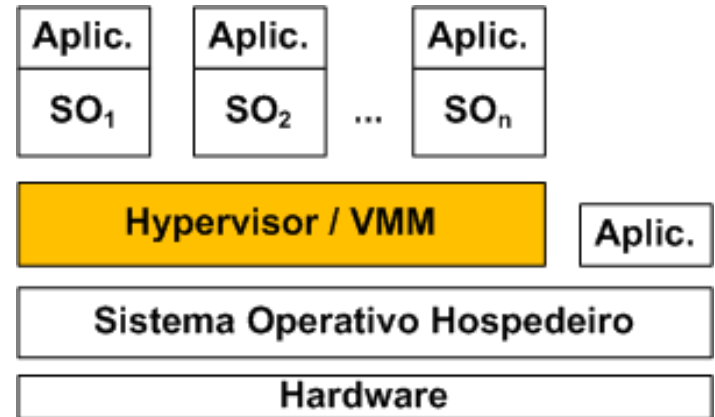 Aplic. Aplic. Aplic.
SO₁ SO₂ ... SOₙ
Hypervisor / VMM
Aplic.
Sistema Operativo Hospedeiro
Hardware